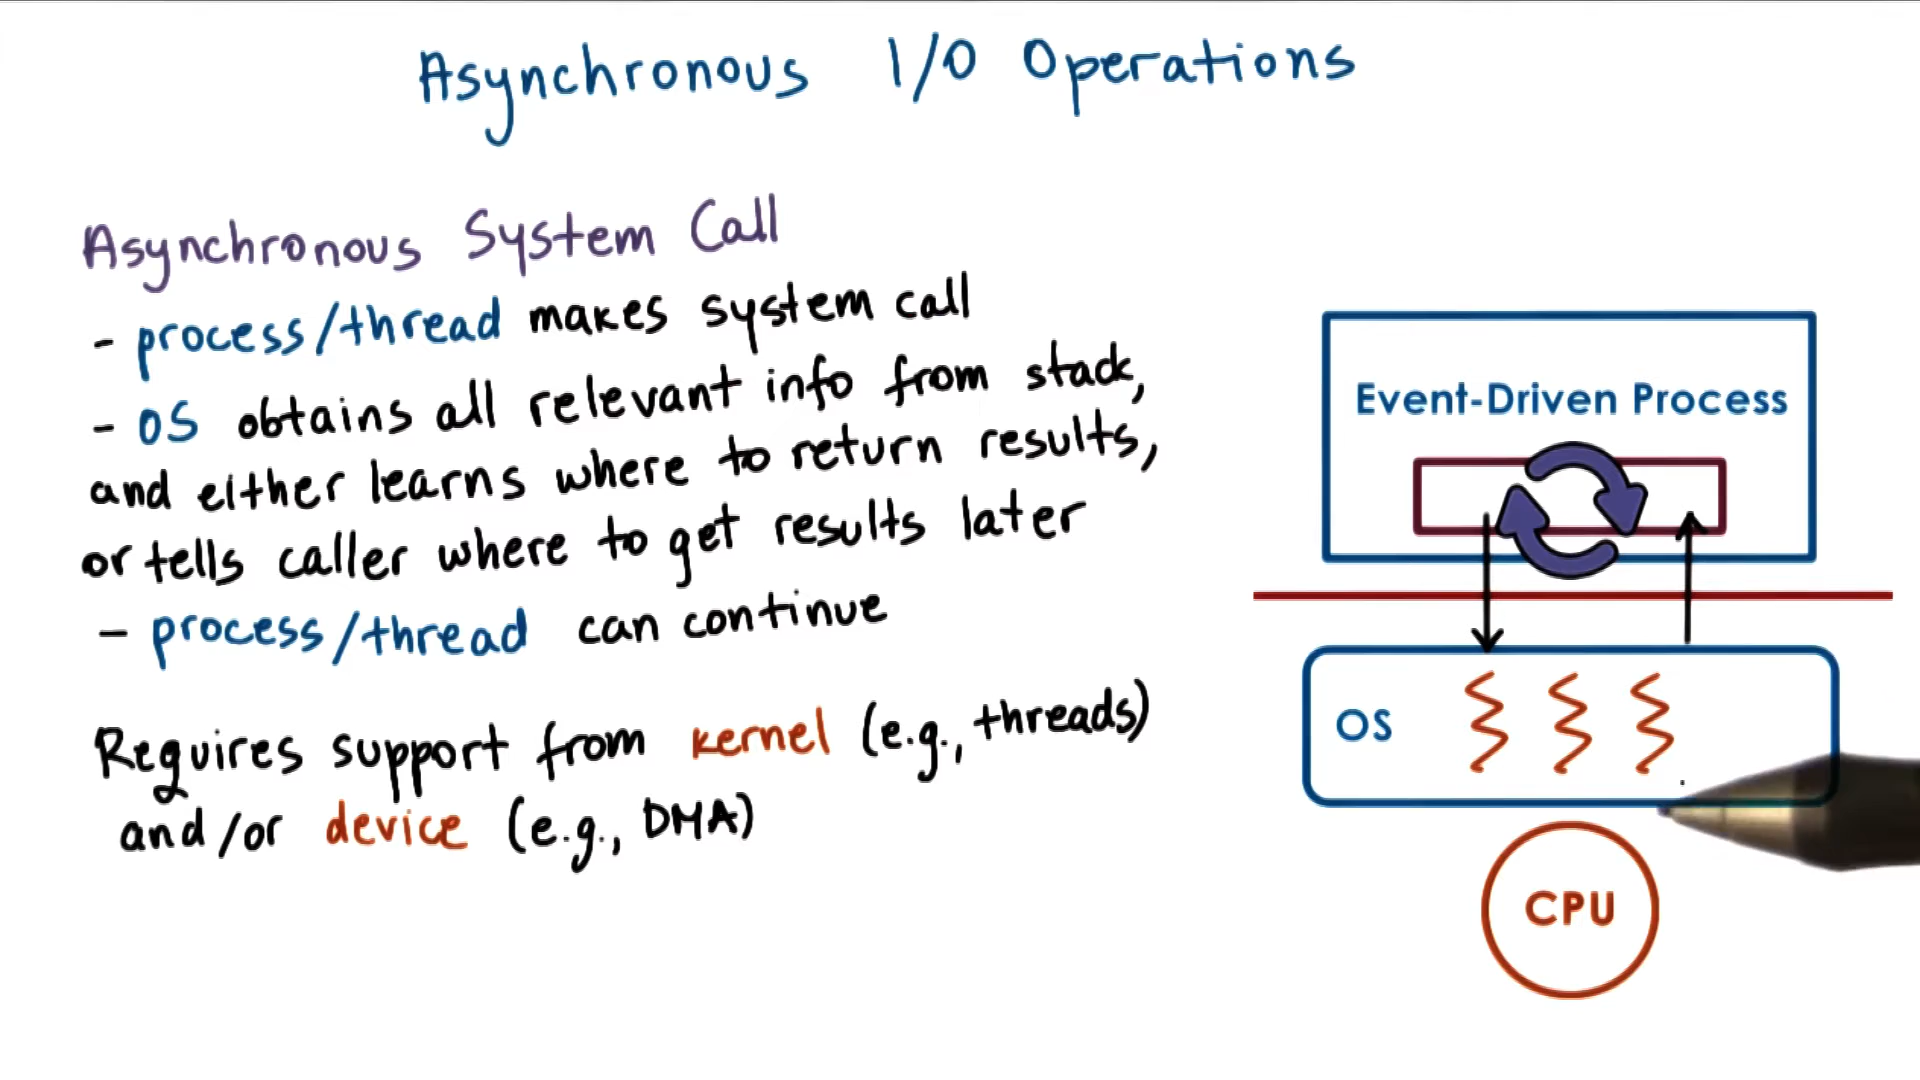 Asynchronous I/O Operations
Asynchronous System Call
- process/thread makes system call
- OS obtains all relevant info from stack,
and either learns where to return results,
or tells caller where to get results later
- process/thread can continue
Requires support from kernel (e.g., threads)
and/or device (e.g., DMA)
Event-Driven Process
OS
CPU